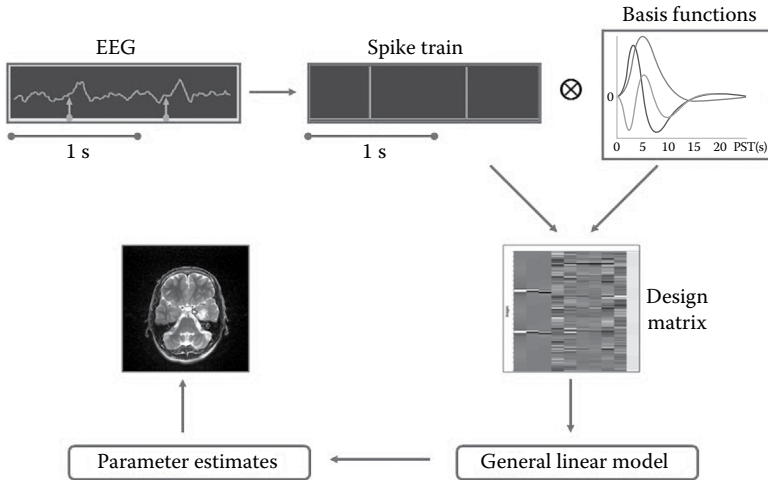 EEG
Spike train
Basis functions
0
0 5 10 15 20 PST(s)
1 s
1 s
Design
matrix
Parameter estimates
General linear model